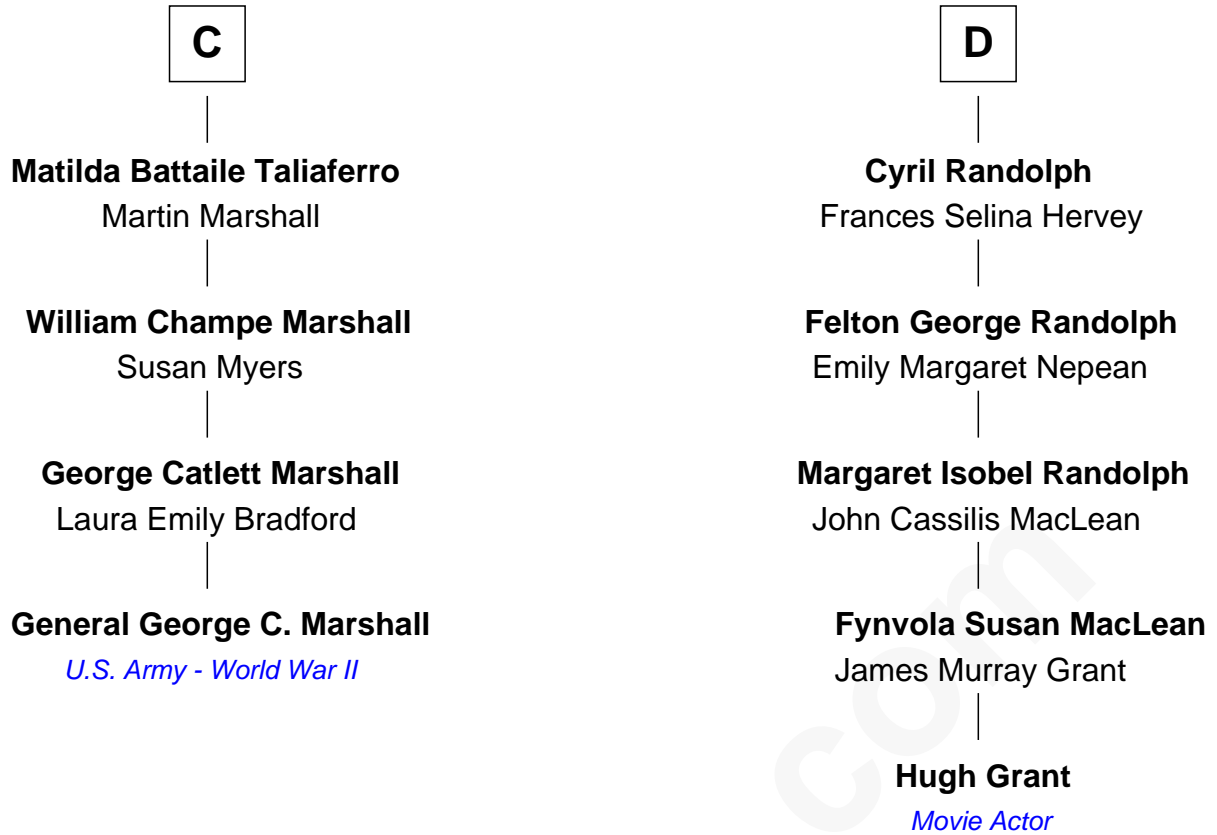 C
Matilda Battaile Taliaferro
Martin Marshall
William Champe Marshall
Susan Myers
George Catlett Marshall
Laura Emily Bradford
General George C. Marshall
U.S. Army - World War II
D
Cyril Randolph
Frances Selina Hervey
Felton George Randolph
Emily Margaret Nepean
Margaret Isobel Randolph
John Cassilis MacLean
Fynvola Susan MacLean
James Murray Grant
Hugh Grant
Movie Actor
com